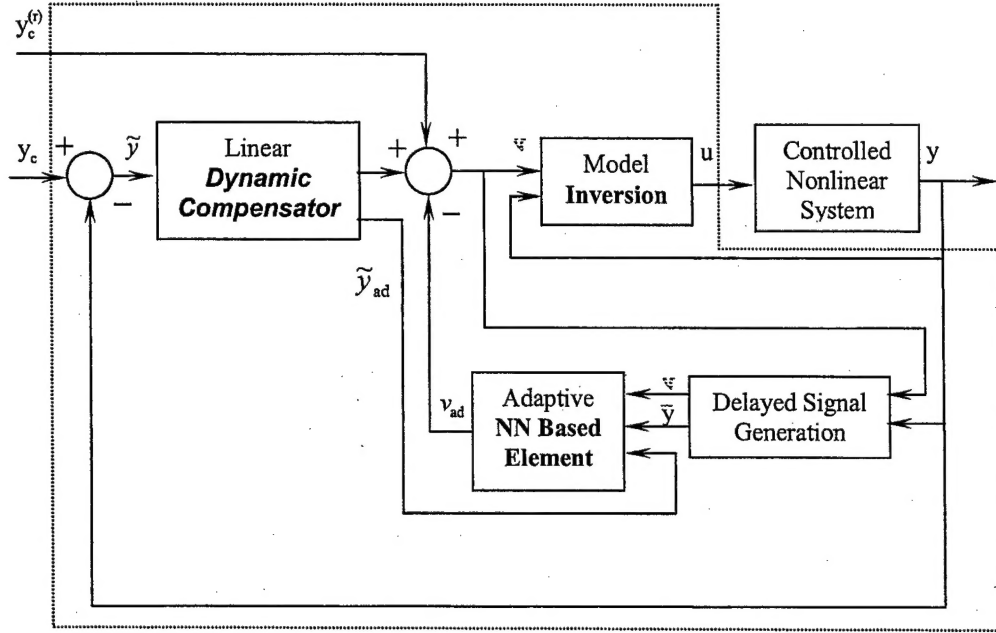 y_c^(r)
y_c + ỹ
−
Linear
Dynamic
Compensator
+ +
−
Model
Inversion
u
Controlled
Nonlinear
System
y
ỹ_ad
ν_ad
Adaptive
NN Based
Element
ȳ
Delayed Signal
Generation